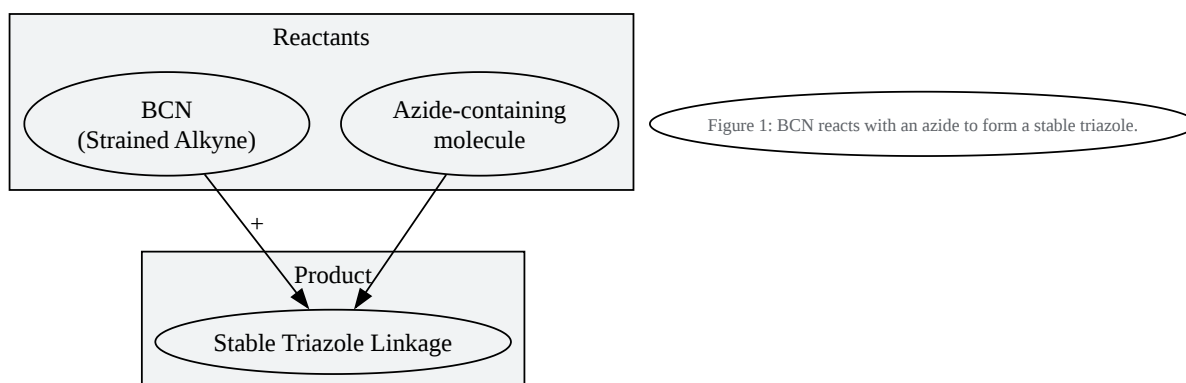 Reactants
BCN
(Strained Alkyne)
Azide-containing
molecule
Figure 1: BCN reacts with an azide to form a stable triazole.
+
Product
Stable Triazole Linkage